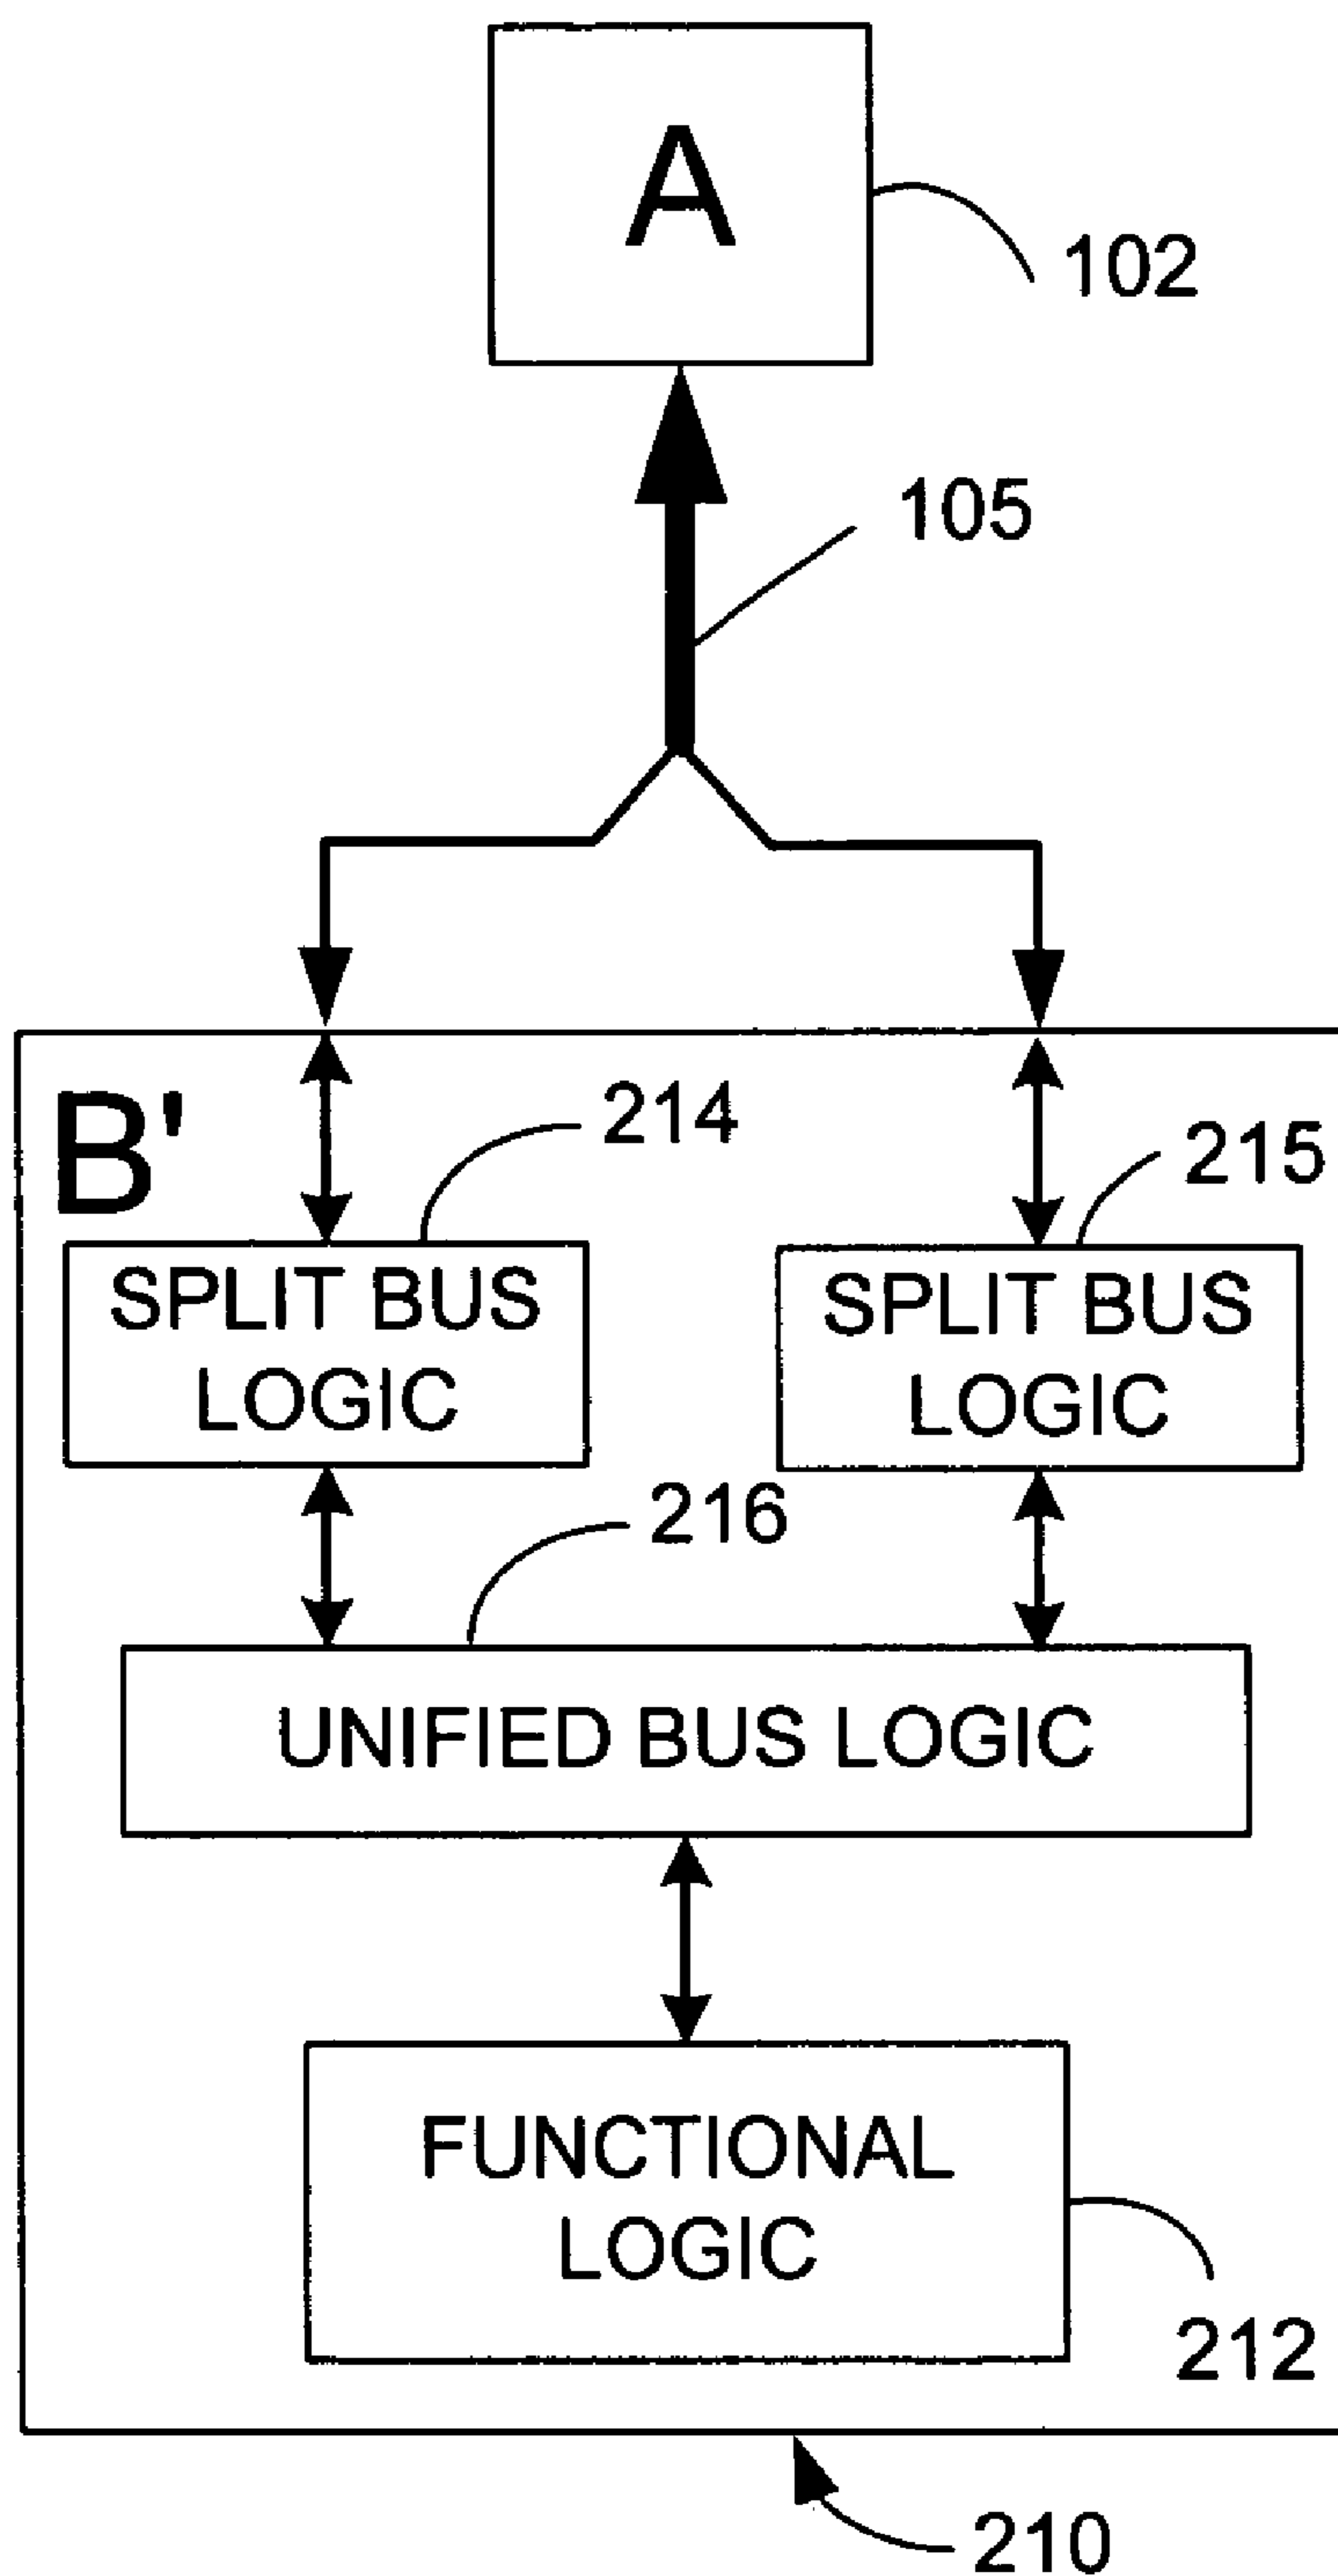 A
102
105
B'
214
215
SPLIT BUS
LOGIC
SPLIT BUS
LOGIC
216
UNIFIED BUS LOGIC
FUNCTIONAL
LOGIC
212
210